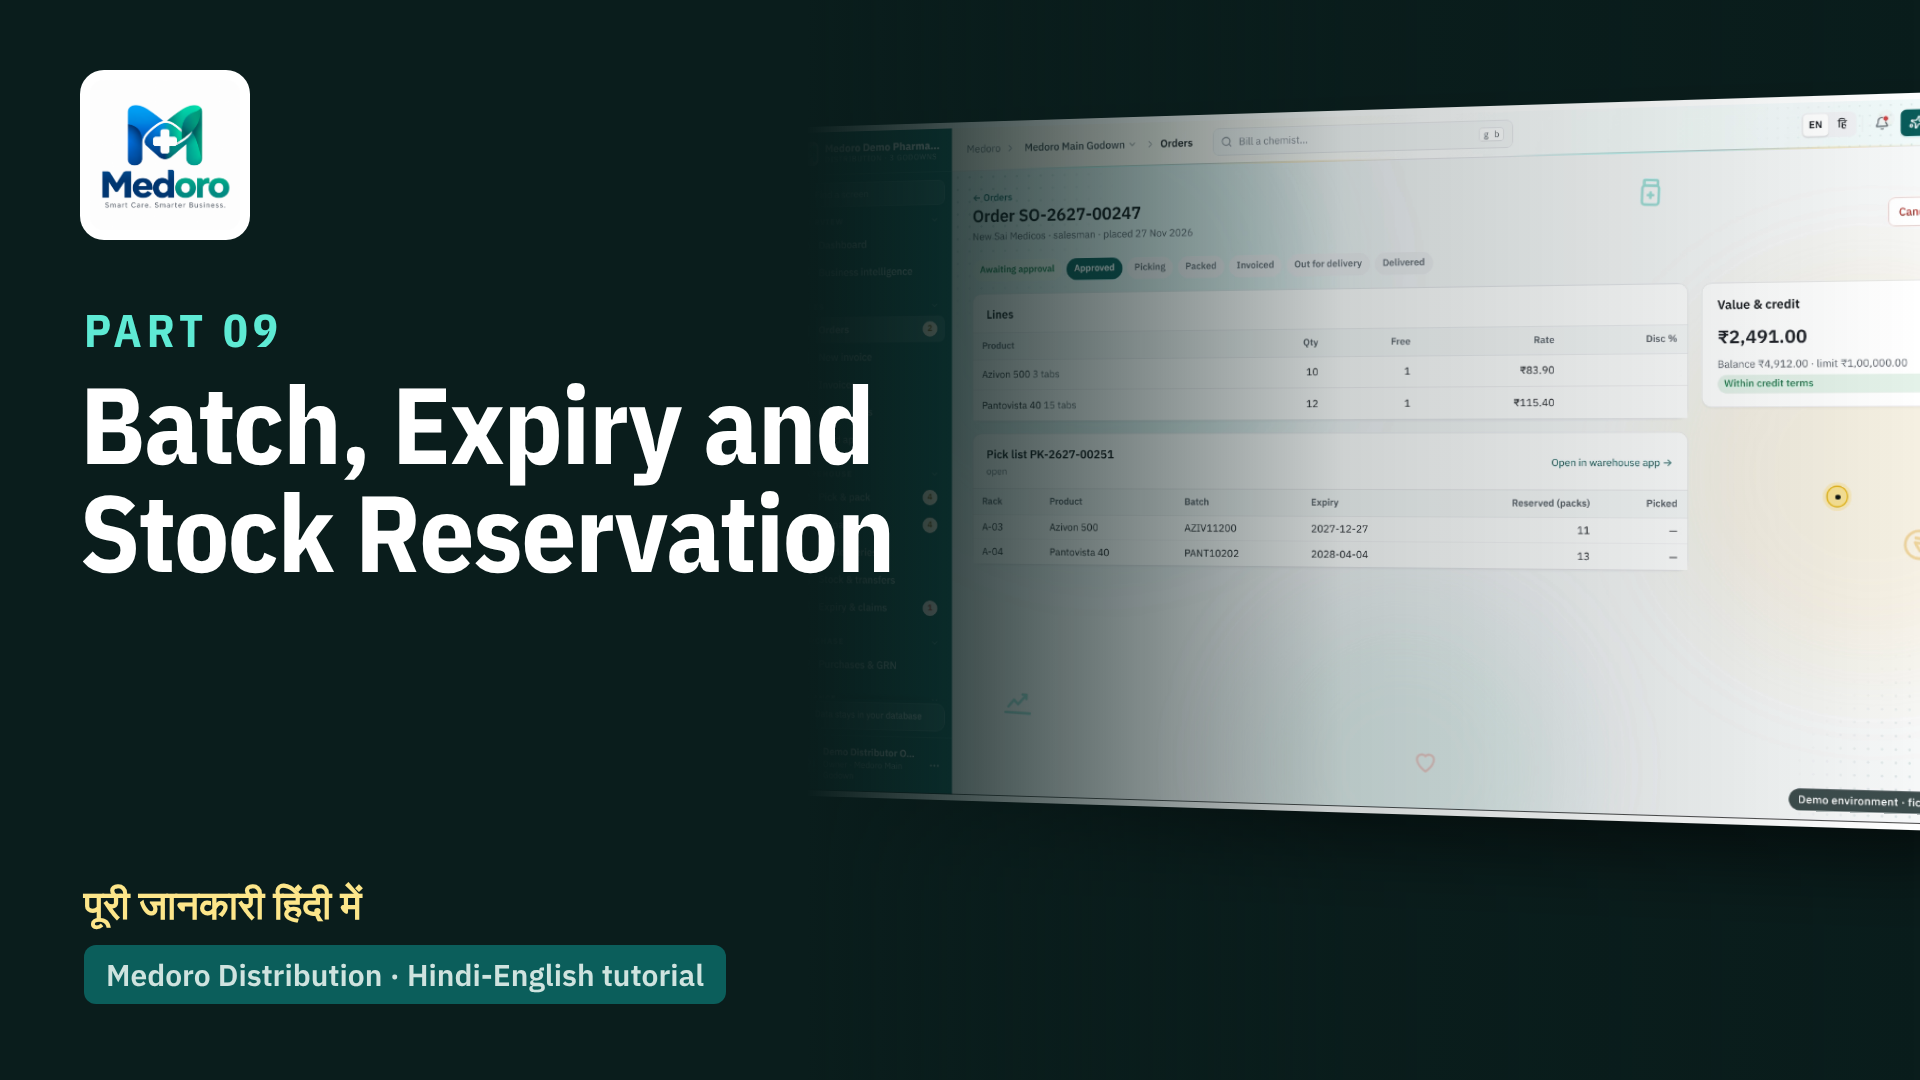 Medoro
Smart Care. Smarter Business.
PART 09
Batch, Expiry and
Stock Reservation
पूरी जानकारी हिंदी में
Medoro Distribution · Hindi-English tutorial
Medoro Demo Pharma...
Medoro › Medoro Main Godown › Orders
Bill a chemist...
g b
EN हि
← Orders
Order SO-2627-00247
New Sai Medicos · salesman · placed 27 Nov 2026
Awaiting approval Approved Picking Packed Invoiced Out for delivery Delivered
Lines
Product Qty Free Rate Disc %
Azivon 500 3 tabs 10 1 ₹83.90
Pantovista 40 15 tabs 12 1 ₹115.40
Value & credit
₹2,491.00
Balance ₹4,912.00 · limit ₹1,00,000.00
Within credit terms
Pick list PK-2627-00251
open
Open in warehouse app →
Rack Product Batch Expiry Reserved (packs) Picked
A-03 Azivon 500 AZIV11200 2027-12-27 11 –
A-04 Pantovista 40 PANT10202 2028-04-04 13 –
Demo environment ·